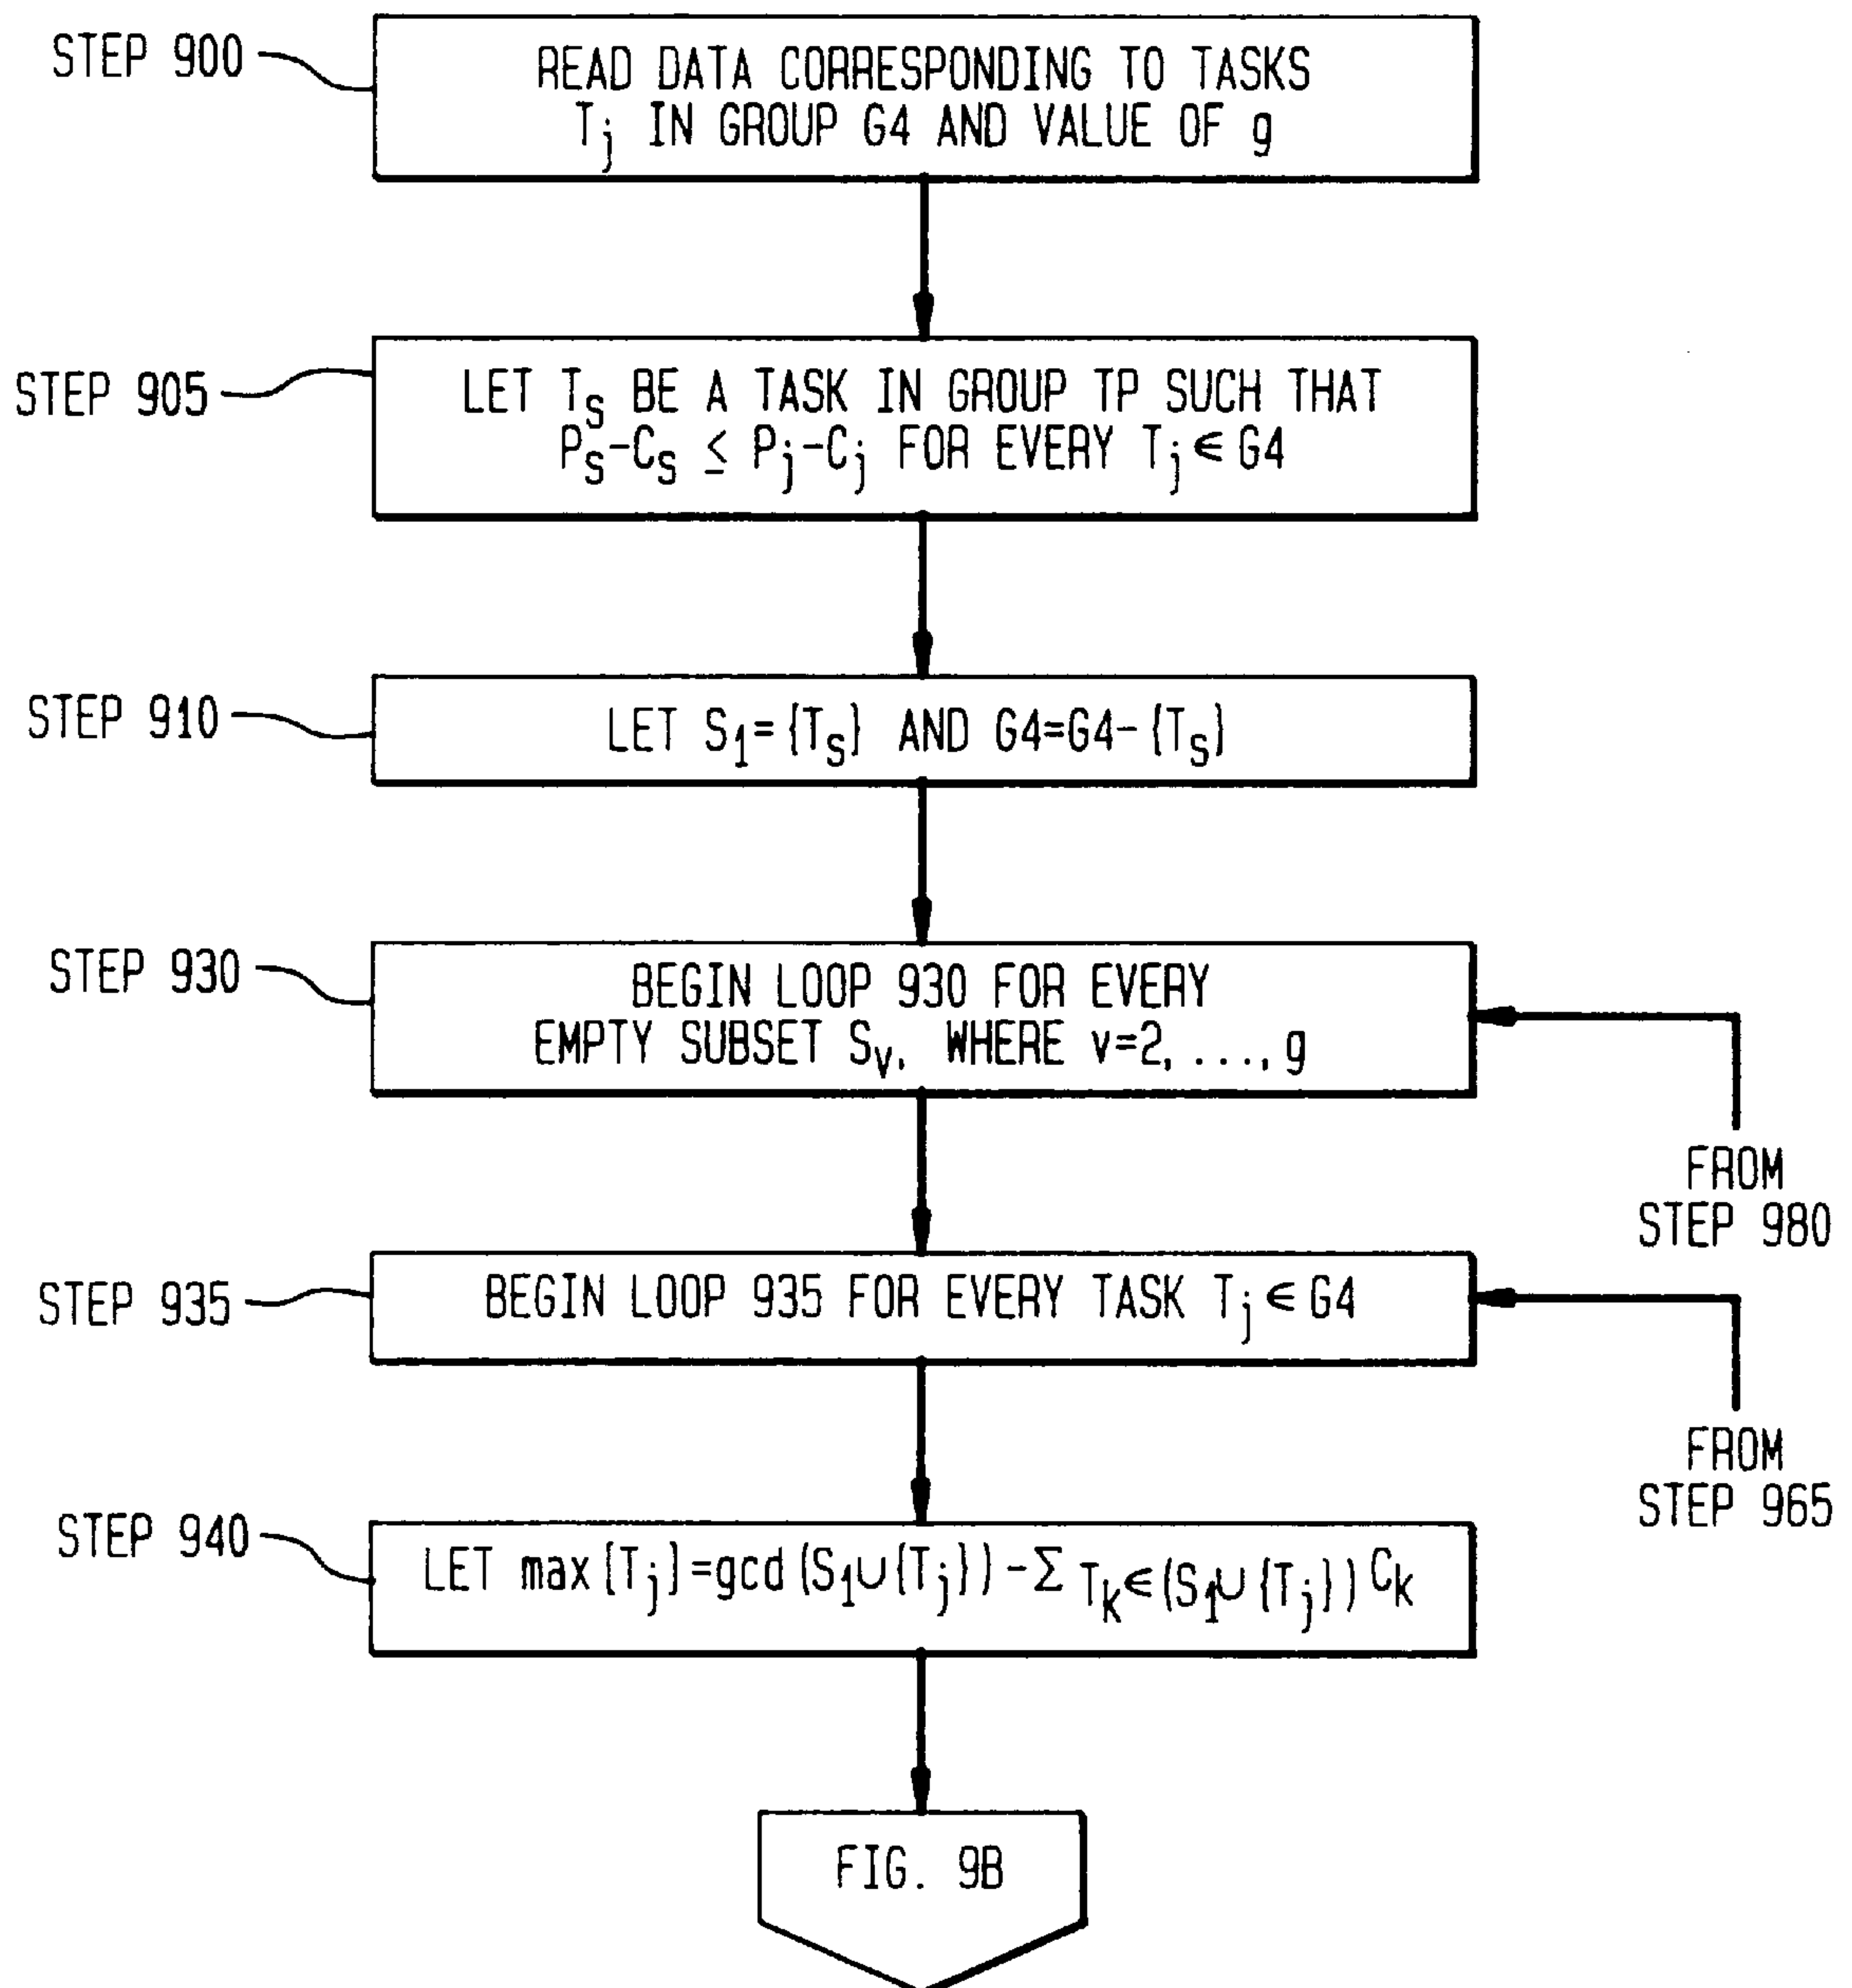 STEP 900
READ DATA CORRESPONDING TO TASKS
Tj IN GROUP G4 AND VALUE OF g
STEP 905
LET Ts BE A TASK IN GROUP TP SUCH THAT
Ps-Cs ≤ Pj-Cj FOR EVERY Tj ∈ G4
STEP 910
LET S1={Ts} AND G4=G4-{Ts}
STEP 930
BEGIN LOOP 930 FOR EVERY
EMPTY SUBSET Sv, WHERE v=2, ..., g
FROM
STEP 980
STEP 935
BEGIN LOOP 935 FOR EVERY TASK Tj ∈ G4
FROM
STEP 965
STEP 940
LET max[Tj]=gcd(S1∪{Tj})-Σ Tk∈(S1∪{Tj}) Ck
FIG. 9B